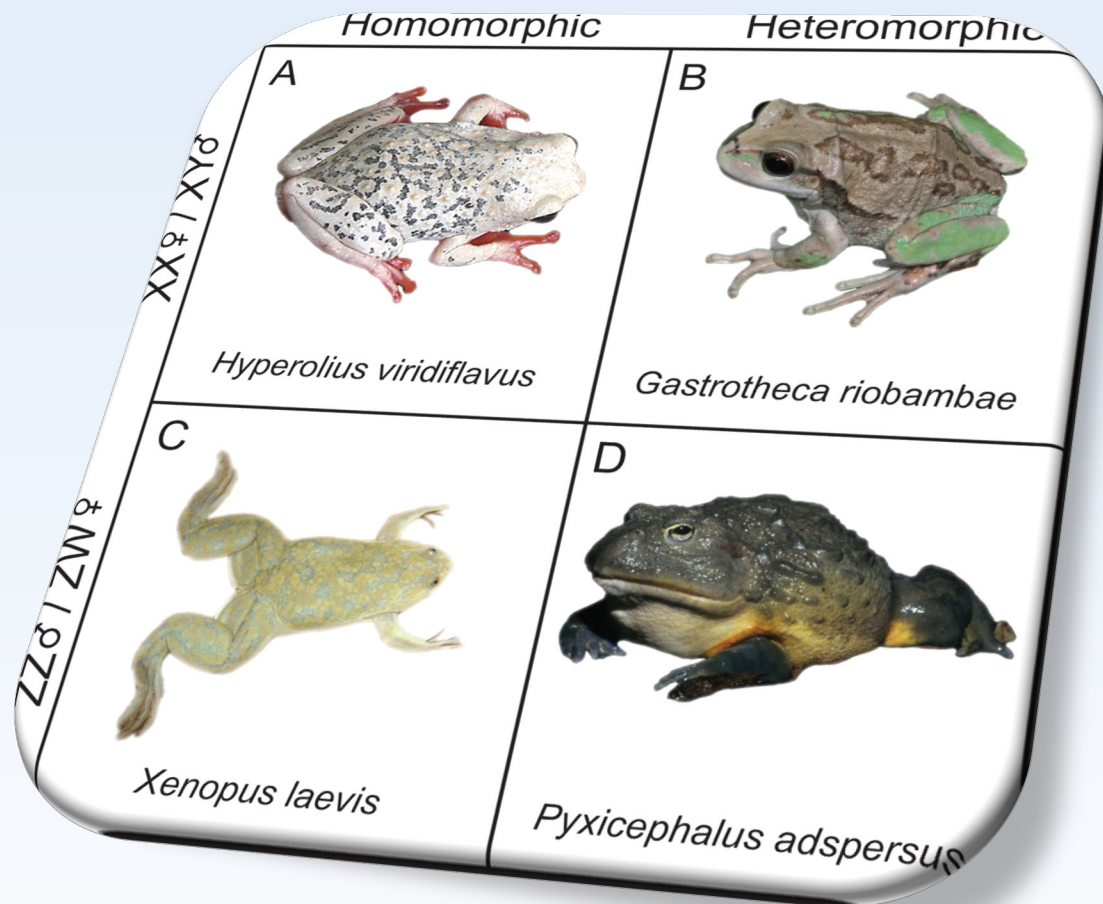 Homomorphic Heteromorphic
A
B
XX♀ | XY♂
Hyperolius viridiflavus
Gastrotheca riobambae
C
D
ZZ♂ | ZW♀
Xenopus laevis
Pyxicephalus adspersus